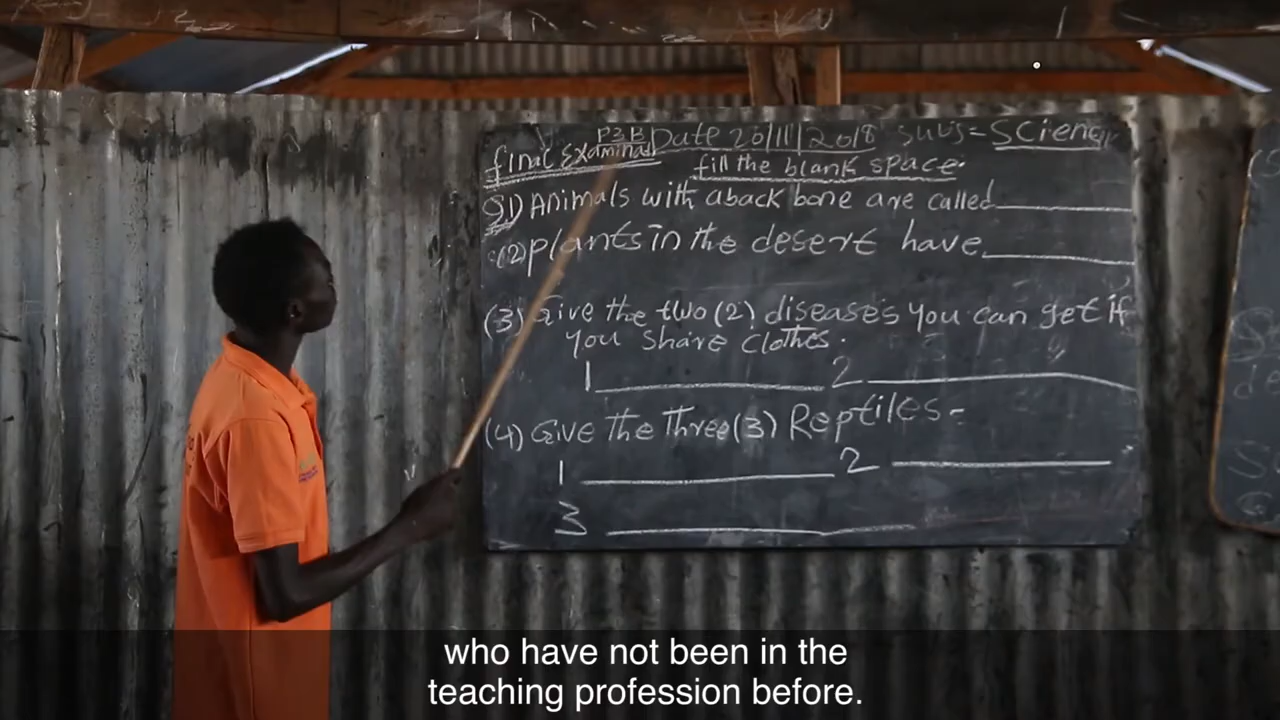 P3B
final Examinat Date 20/11/2018 Subj= Science
fill the blank space.
Q1) Animals with aback bone are called
(2) plants in the desert have
(3) Give the two (2) diseases you can get if
you share clothes.
1 2
(4) Give the Three (3) Reptiles=
1 2
3
who have not been in the
teaching profession before.